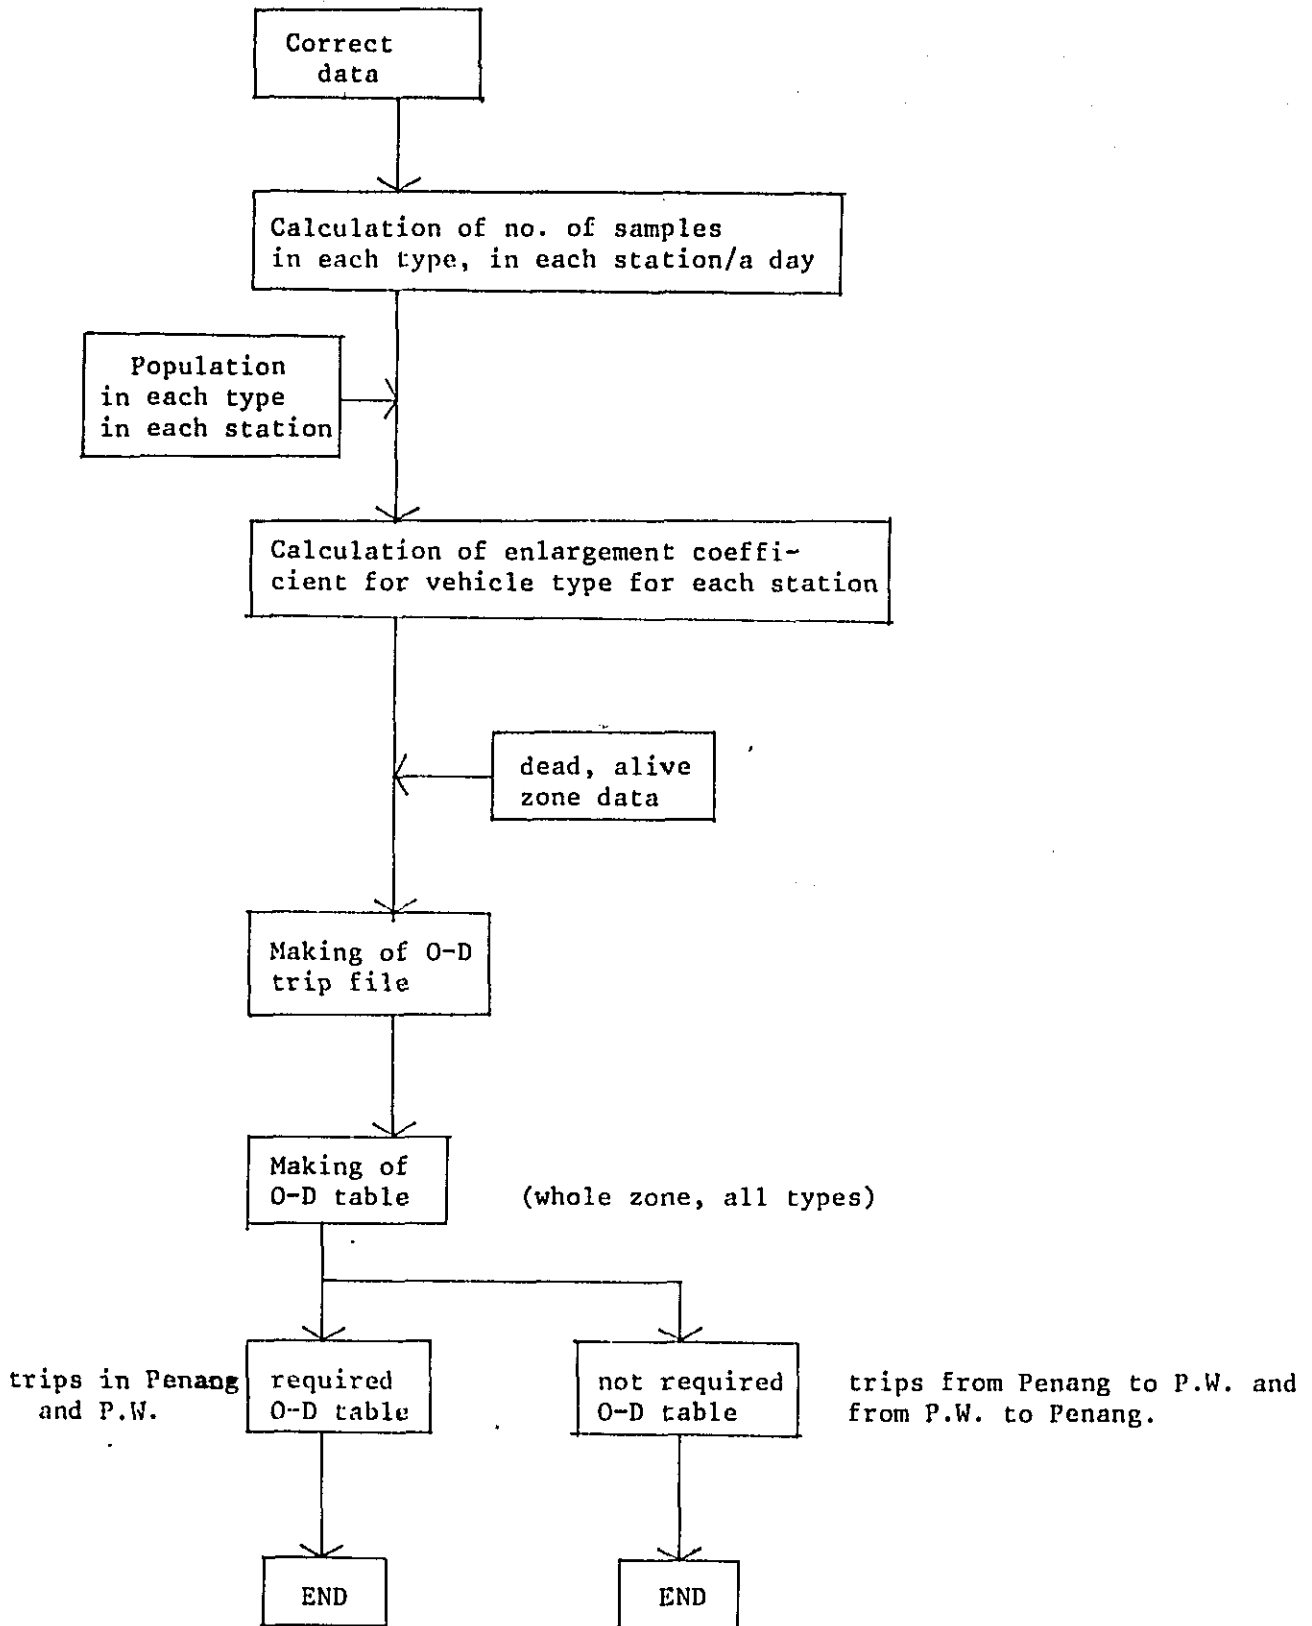 Correct
data
Calculation of no. of samples
in each type, in each station/a day
Population
in each type
in each station
Calculation of enlargement coeffi-
cient for vehicle type for each station
dead, alive
zone data
Making of O-D
trip file
Making of
O-D table
(whole zone, all types)
trips in Penang
and P.W.
required
O-D table
not required
O-D table
trips from Penang to P.W. and
from P.W. to Penang.
END
END